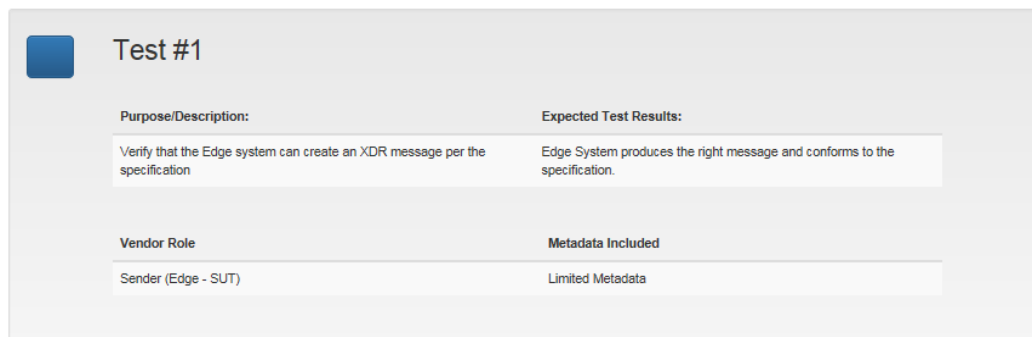 Test #1
Purpose/Description:
Expected Test Results:
Verify that the Edge system can create an XDR message per the
specification
Edge System produces the right message and conforms to the
specification.
Vendor Role
Metadata Included
Sender (Edge - SUT)
Limited Metadata